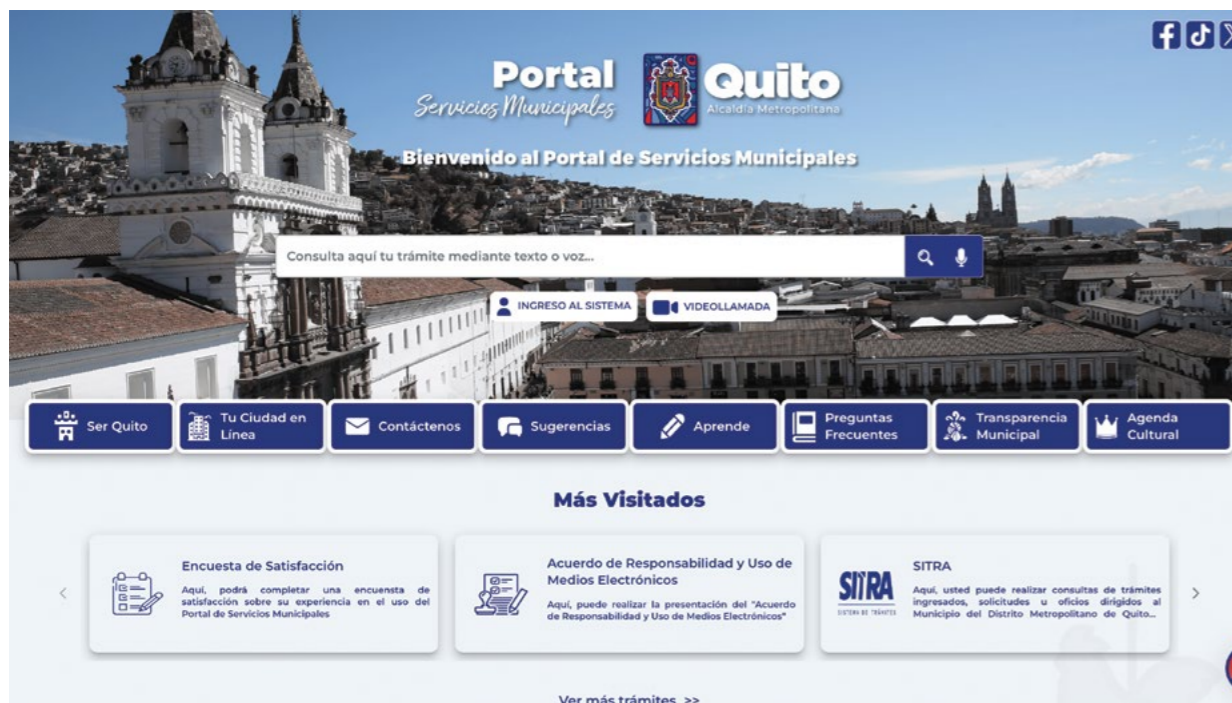 Portal
Servicios Municipales
Quito
Alcaldía Metropolitana
Bienvenido al Portal de Servicios Municipales
Consulta aquí tu trámite mediante texto o voz...
INGRESO AL SISTEMA
VIDEOLLAMADA
Ser Quito
Tu Ciudad en
Línea
Contáctenos
Sugerencias
Aprende
Preguntas
Frecuentes
Transparencia
Municipal
Agenda
Cultural
Más Visitados
Encuesta de Satisfacción
Aquí, podrá completar una encuensta de
satisfacción sobre su experiencia en el uso del
Portal de Servicios Municipales
Acuerdo de Responsabilidad y Uso de
Medios Electrónicos
Aquí, puede realizar la presentación del "Acuerdo
de Responsabilidad y Uso de Medios Electrónicos"
SITRA
SISTEMA DE TRÁMITES
SITRA
Aquí, usted puede realizar consultas de trámites
ingresados, solicitudes u oficios dirigidos al
Municipio del Distrito Metropolitano de Quito...
Ver más trámites >>